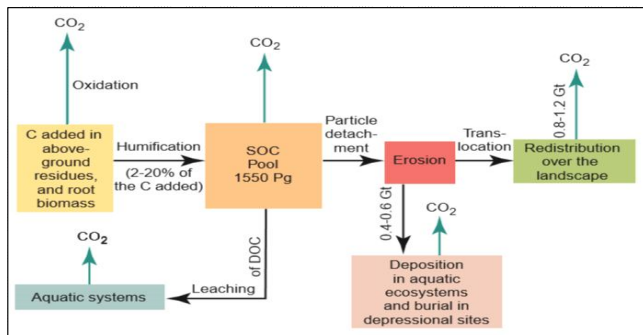 CO₂
CO₂
CO₂
Oxidation
0.8-1.2 Gt
C added in
above-
ground
residues,
and root
biomass
Humification
(2-20% of
the C added)
SOC
Pool
1550 Pg
Particle
detach-
ment
Erosion
Trans-
location
Redistribution
over the
landscape
CO₂
of DOC
0.4-0.6 Gt
CO₂
Aquatic systems
Leaching
Deposition
in aquatic
ecosystems
and burial in
depressional sites